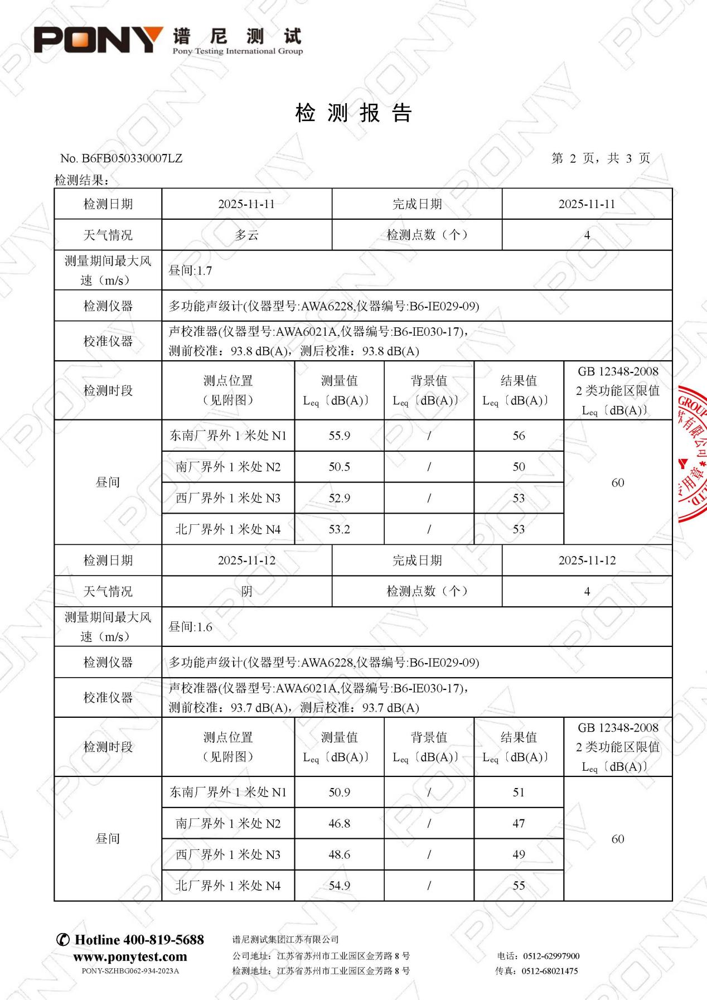 PONY 谱尼测试
Pony Testing International Group
检测报告
No. B6FB050330007LZ 第 2 页，共 3 页
检测结果：
检测日期 2025-11-11 完成日期 2025-11-11
天气情况 多云 检测点数（个） 4
测量期间最大风
速（m/s）
昼间:1.7
检测仪器 多功能声级计(仪器型号:AWA6228,仪器编号:B6-IE029-09)
校准仪器
声校准器(仪器型号:AWA6021A,仪器编号:B6-IE030-17)，
测前校准：93.8 dB(A)，测后校准：93.8 dB(A)
检测时段
测点位置
（见附图）
测量值
Leq〔dB(A)〕
背景值
Leq〔dB(A)〕
结果值
Leq〔dB(A)〕
GB 12348-2008
2 类功能区限值
Leq〔dB(A)〕
昼间
东南厂界外 1 米处 N1 55.9 / 56
南厂界外 1 米处 N2 50.5 / 50
西厂界外 1 米处 N3 52.9 / 53
北厂界外 1 米处 N4 53.2 / 53
60
检测日期 2025-11-12 完成日期 2025-11-12
天气情况 阴 检测点数（个） 4
测量期间最大风
速（m/s）
昼间:1.6
检测仪器 多功能声级计(仪器型号:AWA6228,仪器编号:B6-IE029-09)
校准仪器
声校准器(仪器型号:AWA6021A,仪器编号:B6-IE030-17)，
测前校准：93.7 dB(A)，测后校准：93.7 dB(A)
检测时段
测点位置
（见附图）
测量值
Leq〔dB(A)〕
背景值
Leq〔dB(A)〕
结果值
Leq〔dB(A)〕
GB 12348-2008
2 类功能区限值
Leq〔dB(A)〕
昼间
东南厂界外 1 米处 N1 50.9 / 51
南厂界外 1 米处 N2 46.8 / 47
西厂界外 1 米处 N3 48.6 / 49
北厂界外 1 米处 N4 54.9 / 55
60
GROUP
有限公司
用章
LTD.
✆ Hotline 400-819-5688
www.ponytest.com
PONY-SZHBG062-934-2023A
谱尼测试集团江苏有限公司
公司地址：江苏省苏州市工业园区金芳路 8 号 电话：0512-62997900
检测地址：江苏省苏州市工业园区金芳路 8 号 传真：0512-68021475